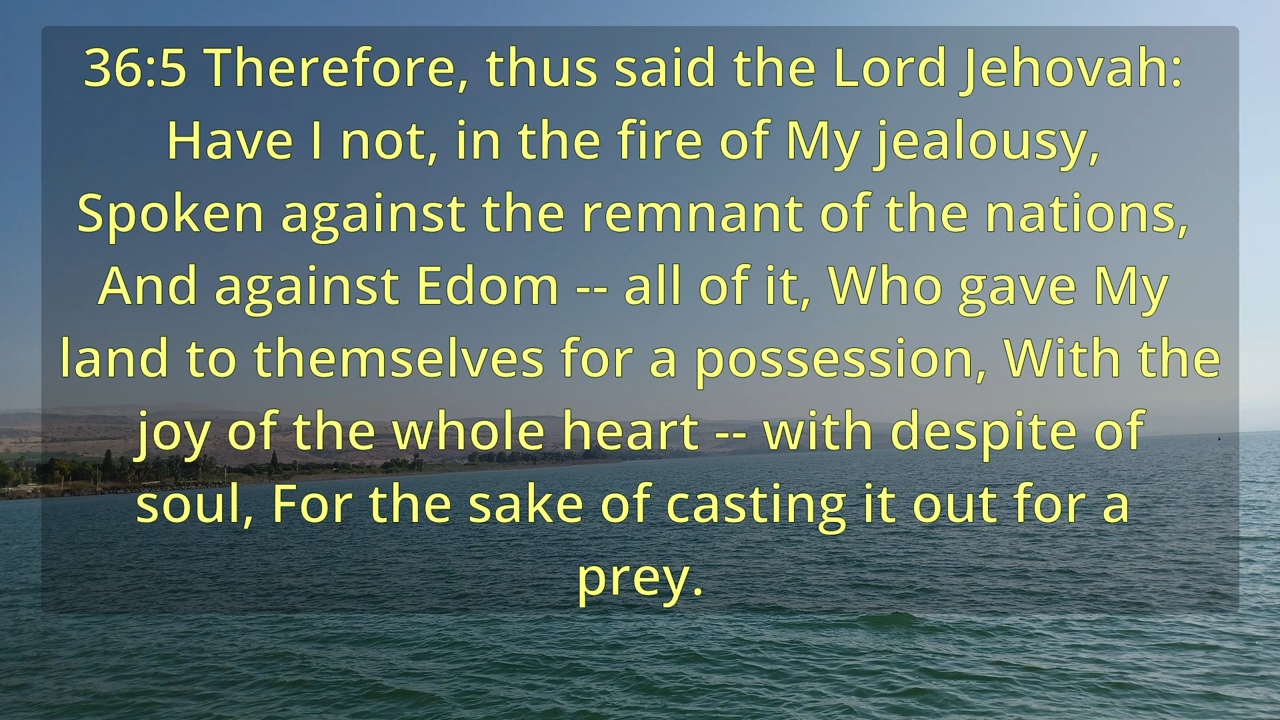 36:5 Therefore, thus said the Lord Jehovah:
Have I not, in the fire of My jealousy,
Spoken against the remnant of the nations,
And against Edom -- all of it, Who gave My
land to themselves for a possession, With the
joy of the whole heart -- with despite of
soul, For the sake of casting it out for a
prey.